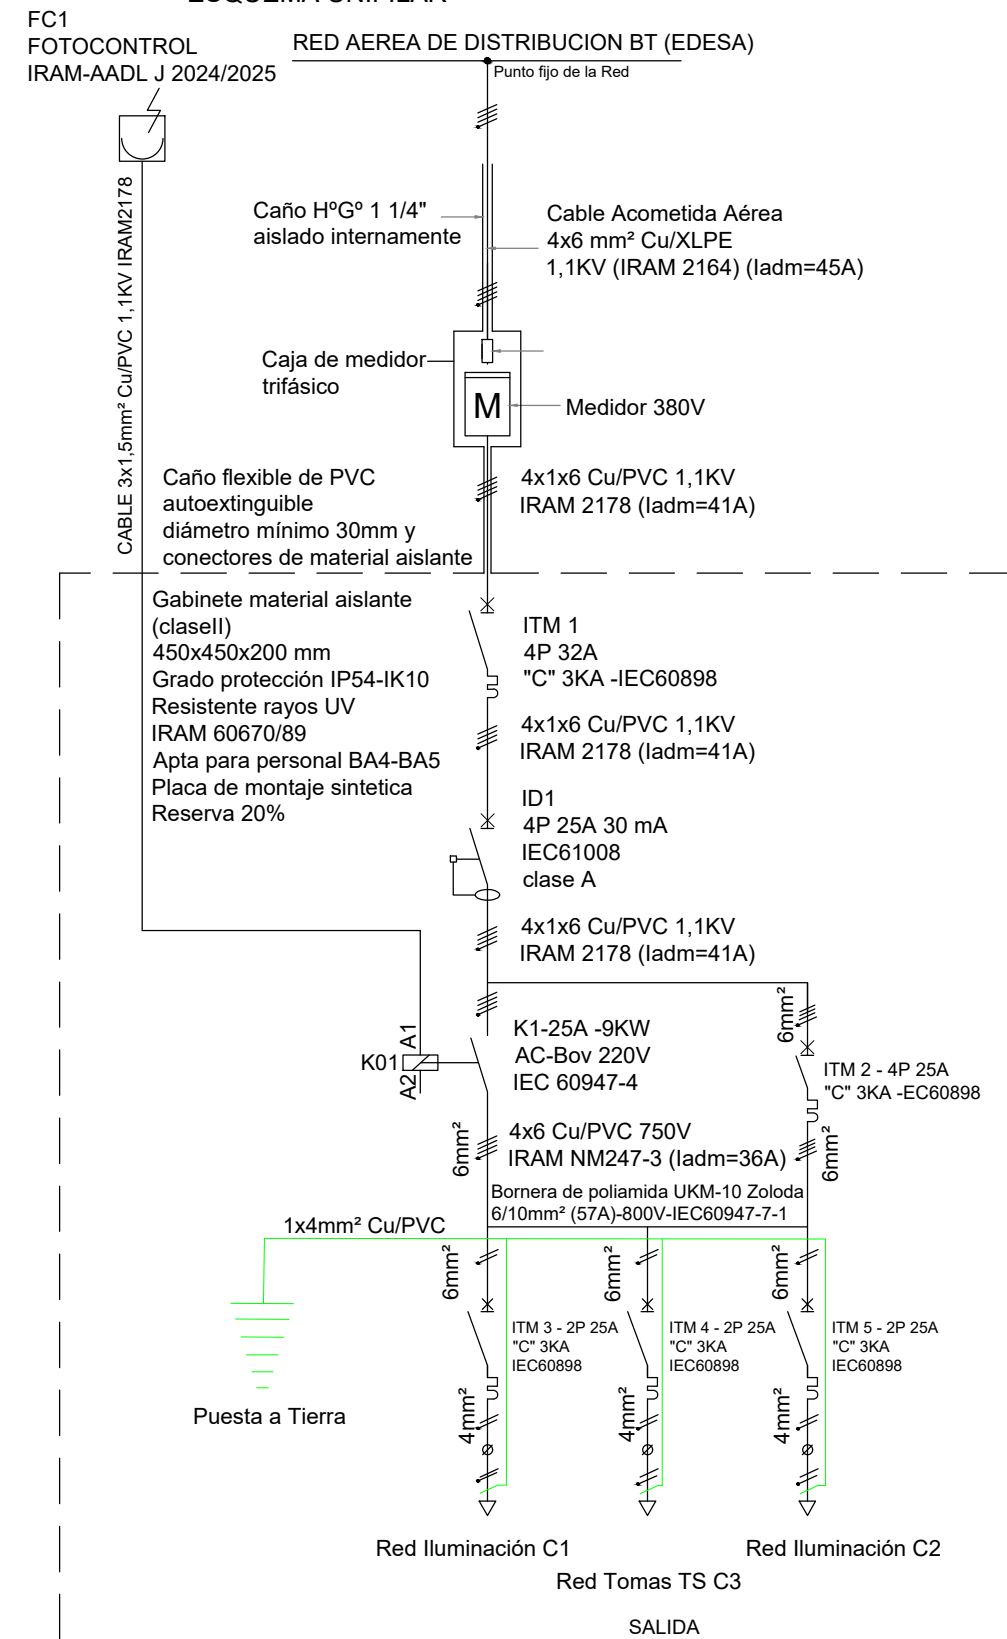 FC1
FOTOCONTROL
IRAM-AADL J 2024/2025
RED AEREA DE DISTRIBUCION BT (EDESA)
Punto fijo de la Red
CABLE 3x1,5mm² Cu/PVC 1,1KV IRAM2178
Caño HºGº 1 1/4"
aislado internamente
Cable Acometida Aérea
4x6 mm² Cu/XLPE
1,1KV (IRAM 2164) (Iadm=45A)
Caja de medidor
trifásico
M
Medidor 380V
Caño flexible de PVC
autoextinguible
diámetro mínimo 30mm y
conectores de material aislante
4x1x6 Cu/PVC 1,1KV
IRAM 2178 (Iadm=41A)
Gabinete material aislante
(claseII)
450x450x200 mm
Grado protección IP54-IK10
Resistente rayos UV
IRAM 60670/89
Apta para personal BA4-BA5
Placa de montaje sintetica
Reserva 20%
ITM 1
4P 32A
"C" 3KA -IEC60898
4x1x6 Cu/PVC 1,1KV
IRAM 2178 (Iadm=41A)
ID1
4P 25A 30 mA
IEC61008
clase A
4x1x6 Cu/PVC 1,1KV
IRAM 2178 (Iadm=41A)
K01
A1
A2
K1-25A -9KW
AC-Bov 220V
IEC 60947-4
6mm²
ITM 2 - 4P 25A
"C" 3KA -EC60898
6mm²
4x6 Cu/PVC 750V
IRAM NM247-3 (Iadm=36A)
6mm²
Bornera de poliamida UKM-10 Zoloda
6/10mm² (57A)-800V-IEC60947-7-1
1x4mm² Cu/PVC
Puesta a Tierra
6mm²
ITM 3 - 2P 25A
"C" 3KA
IEC60898
4mm²
6mm²
ITM 4 - 2P 25A
"C" 3KA
IEC60898
4mm²
6mm²
ITM 5 - 2P 25A
"C" 3KA
IEC60898
4mm²
Red Iluminación C1
Red Iluminación C2
Red Tomas TS C3
SALIDA